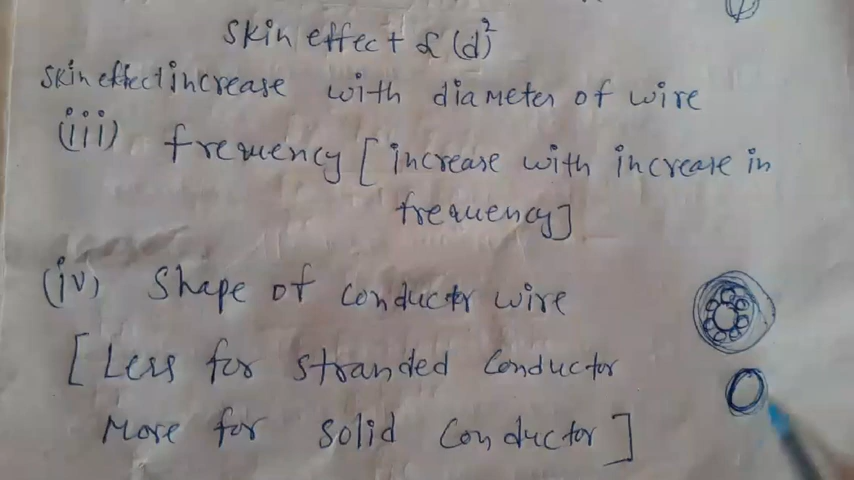 skin effect ∝ (d)²
skin effect increase with diameter of wire
(iii) frequency [increase with increase in
frequency]
(iv) Shape of conductor wire
[Less for stranded conductor
More for solid conductor]